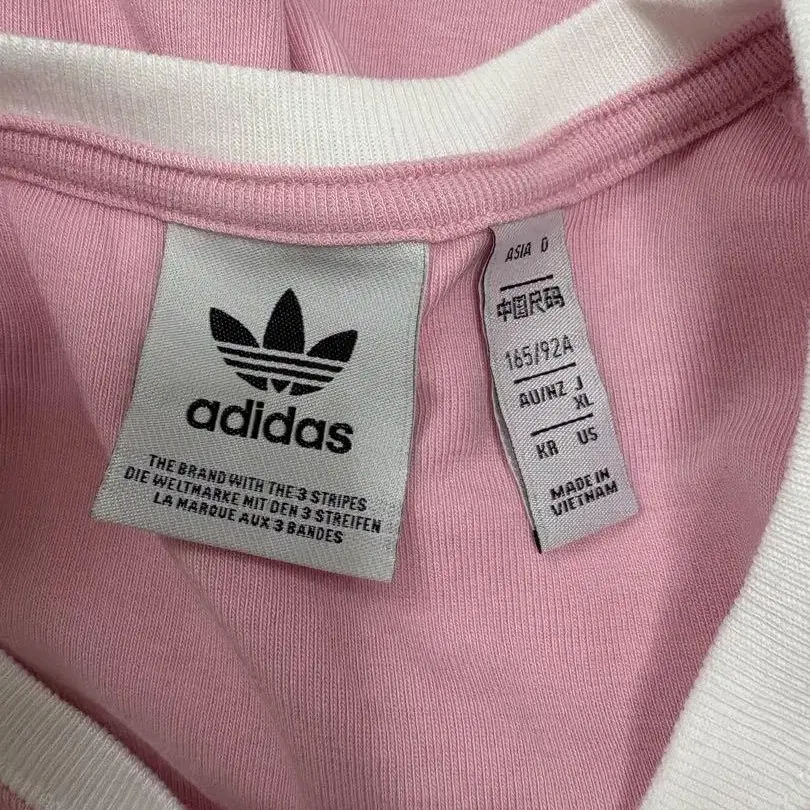 adidas
THE BRAND WITH THE 3 STRIPES
DIE WELTMARKE MIT DEN 3 STREIFEN
LA MARQUE AUX 3 BANDES
ASIA D
中国尺码
165/92A
AU/NZ J
XL
KR US
MADE IN
VIETNAM